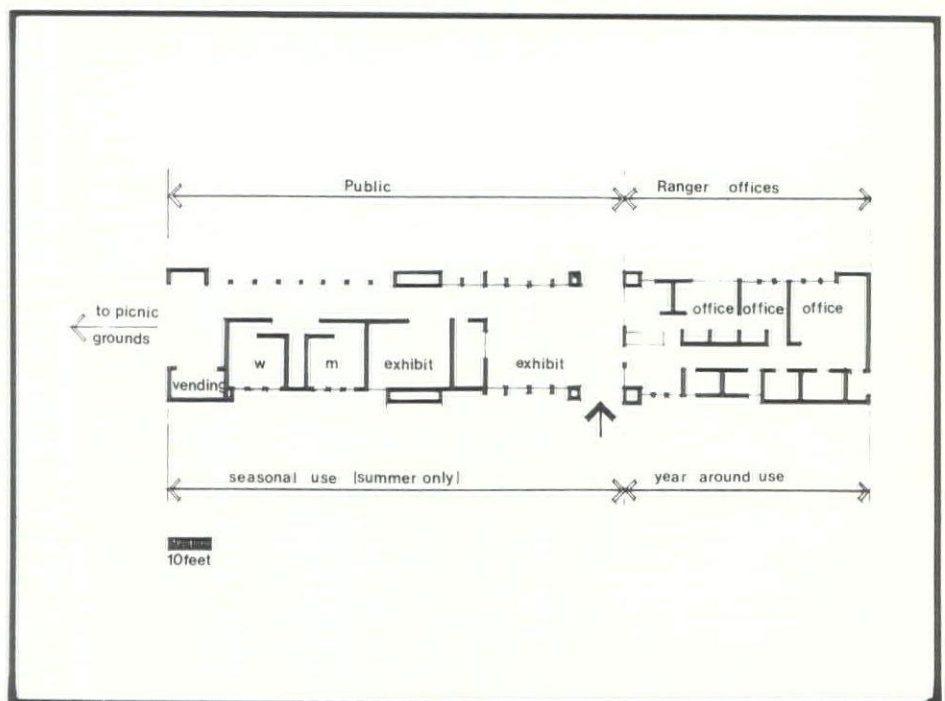 Public
Ranger offices
to picnic
grounds
office
office
office
w
m
exhibit
exhibit
vending
seasonal use |summer only|
year around use
10feet